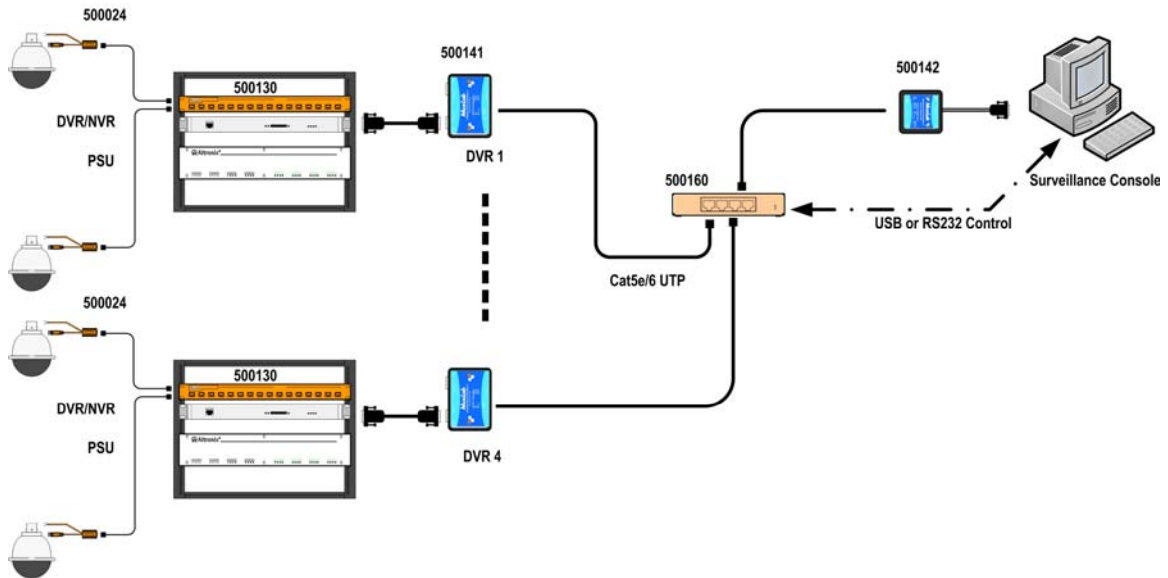 500024
500141
500130
DVR/NVR
PSU
Altronix
DVR 1
500142
500160
Surveillance Console
USB or RS232 Control
Cat5e/6 UTP
500024
500130
DVR/NVR
PSU
Altronix
DVR 4